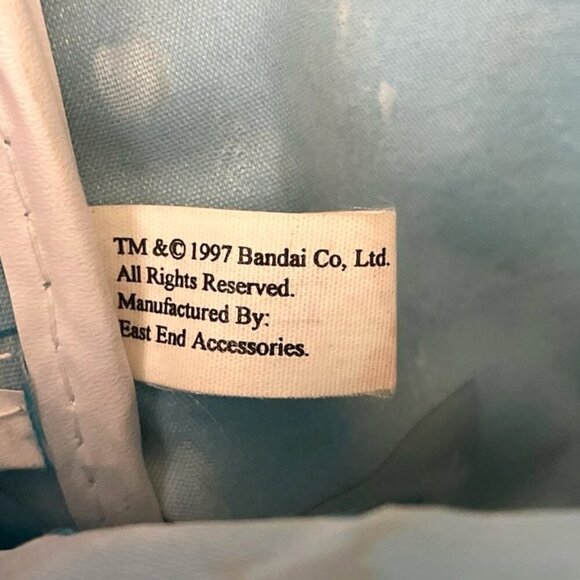 TM &© 1997 Bandai Co, Ltd.
All Rights Reserved.
Manufactured By:
East End Accessories.